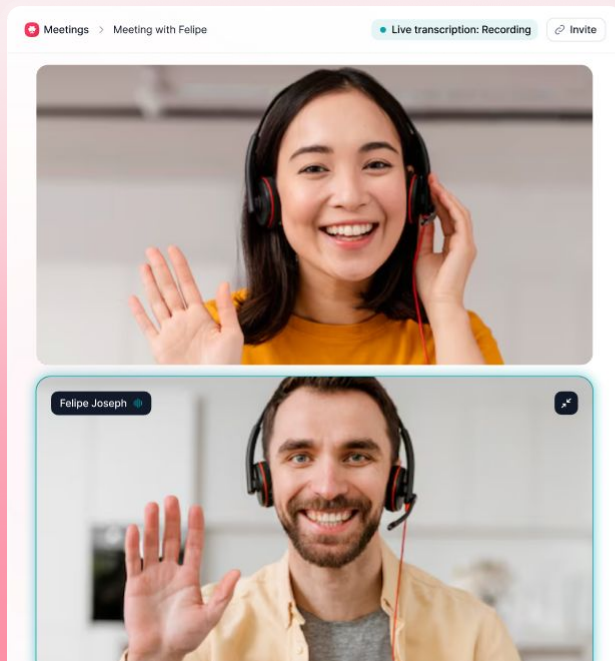 Meetings > Meeting with Felipe
Live transcription: Recording
Invite
Felipe Joseph